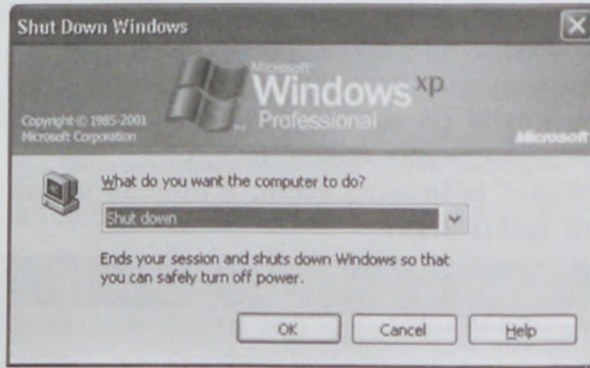 Shut Down Windows
Microsoft
Windows xp
Professional
Copyright © 1985-2001
Microsoft Corporation
Microsoft
What do you want the computer to do?
Shut down
Ends your session and shuts down Windows so that
you can safely turn off power.
OK Cancel Help